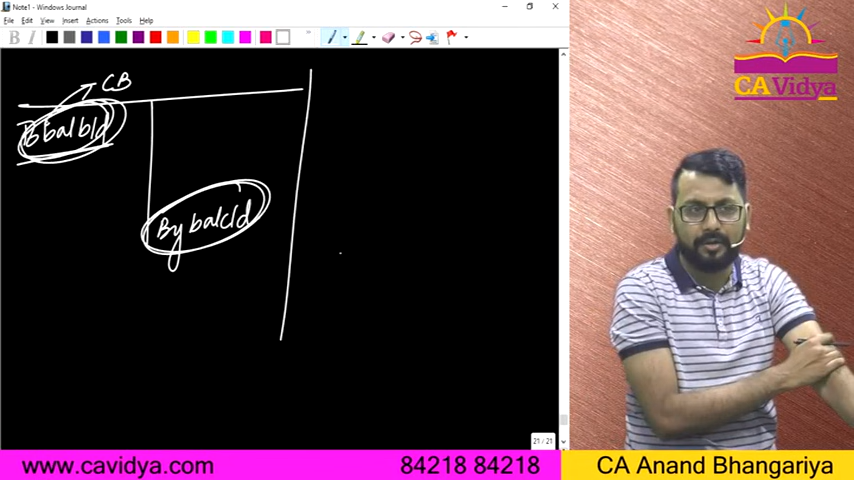 Note1 - Windows Journal
File Edit View Insert Actions Tools Help
B I
CB
To bal b/d
By bal c/d
21 / 21
CA Vidya
www.cavidya.com 84218 84218 CA Anand Bhangariya